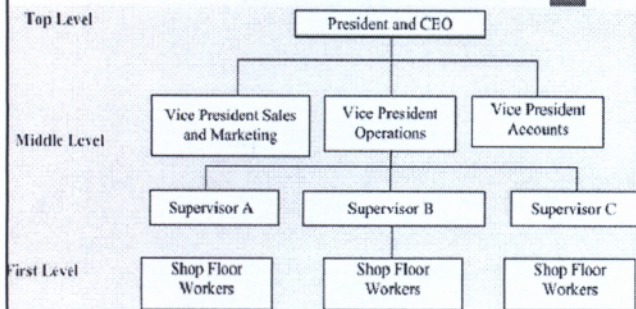 Top Level
President and CEO
Vice President Sales
and Marketing
Vice President
Operations
Vice President
Accounts
Middle Level
Supervisor A
Supervisor B
Supervisor C
First Level
Shop Floor
Workers
Shop Floor
Workers
Shop Floor
Workers